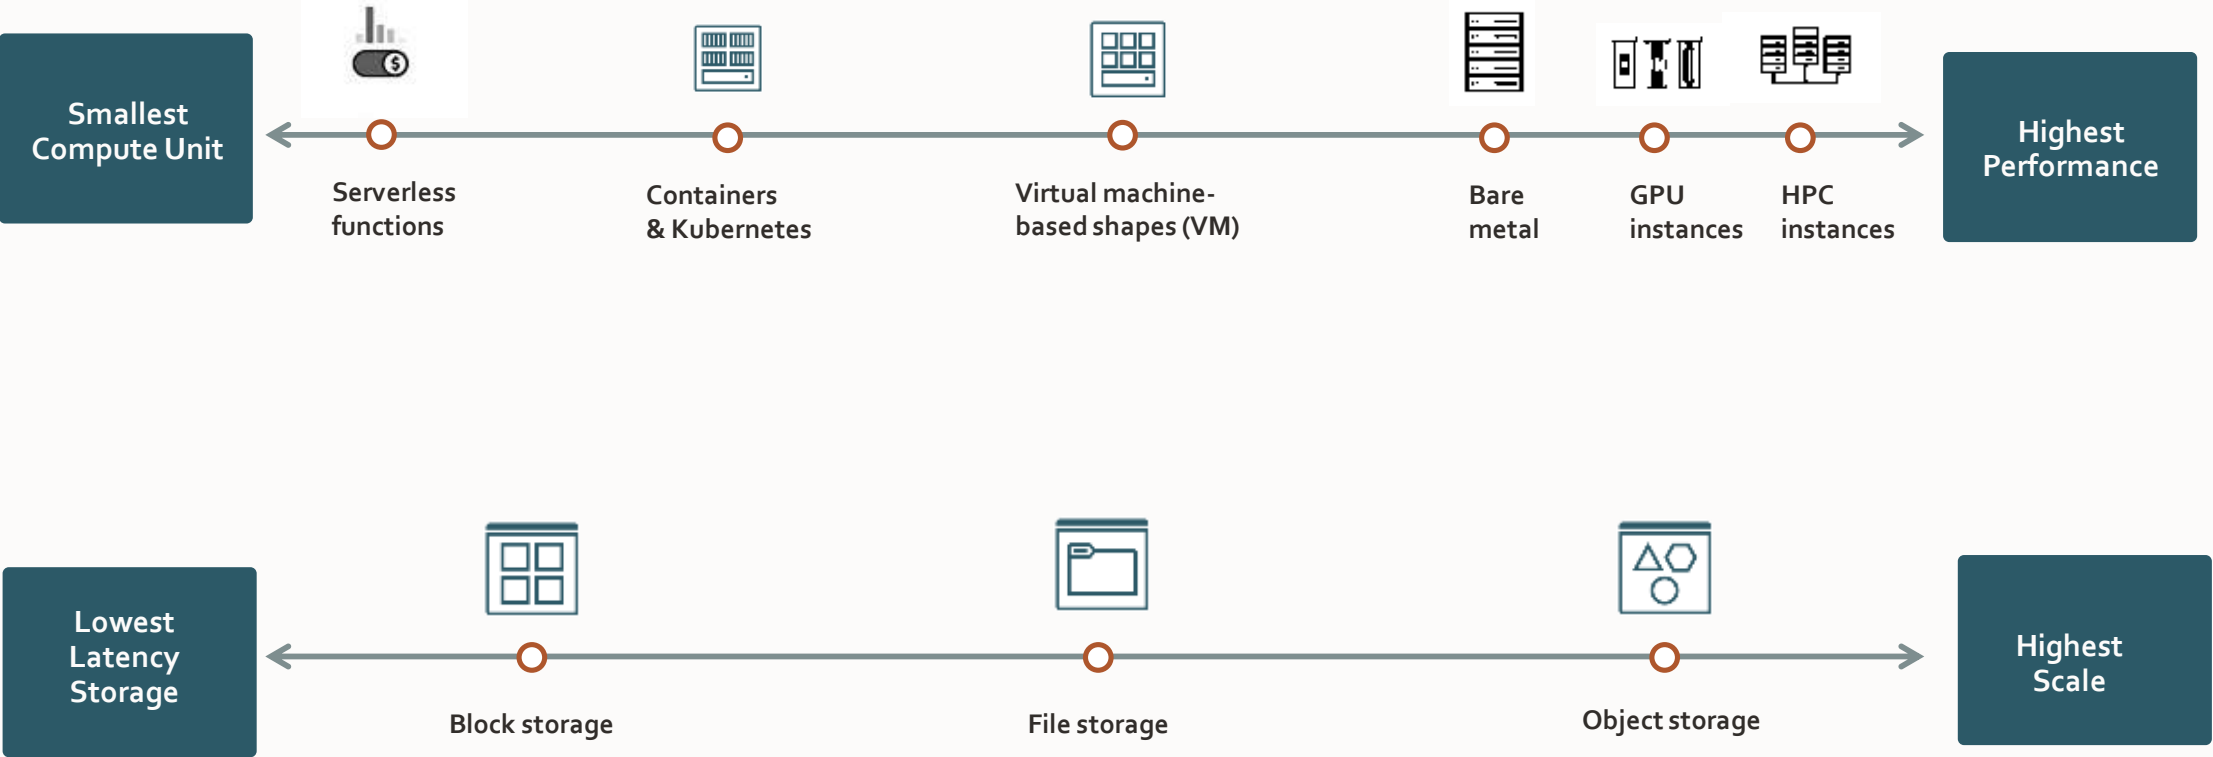 Smallest
Compute Unit
$
Serverless
functions
Containers
& Kubernetes
Virtual machine-
based shapes (VM)
Bare
metal
GPU
instances
HPC
instances
Highest
Performance
Lowest
Latency
Storage
Block storage
File storage
Object storage
Highest
Scale